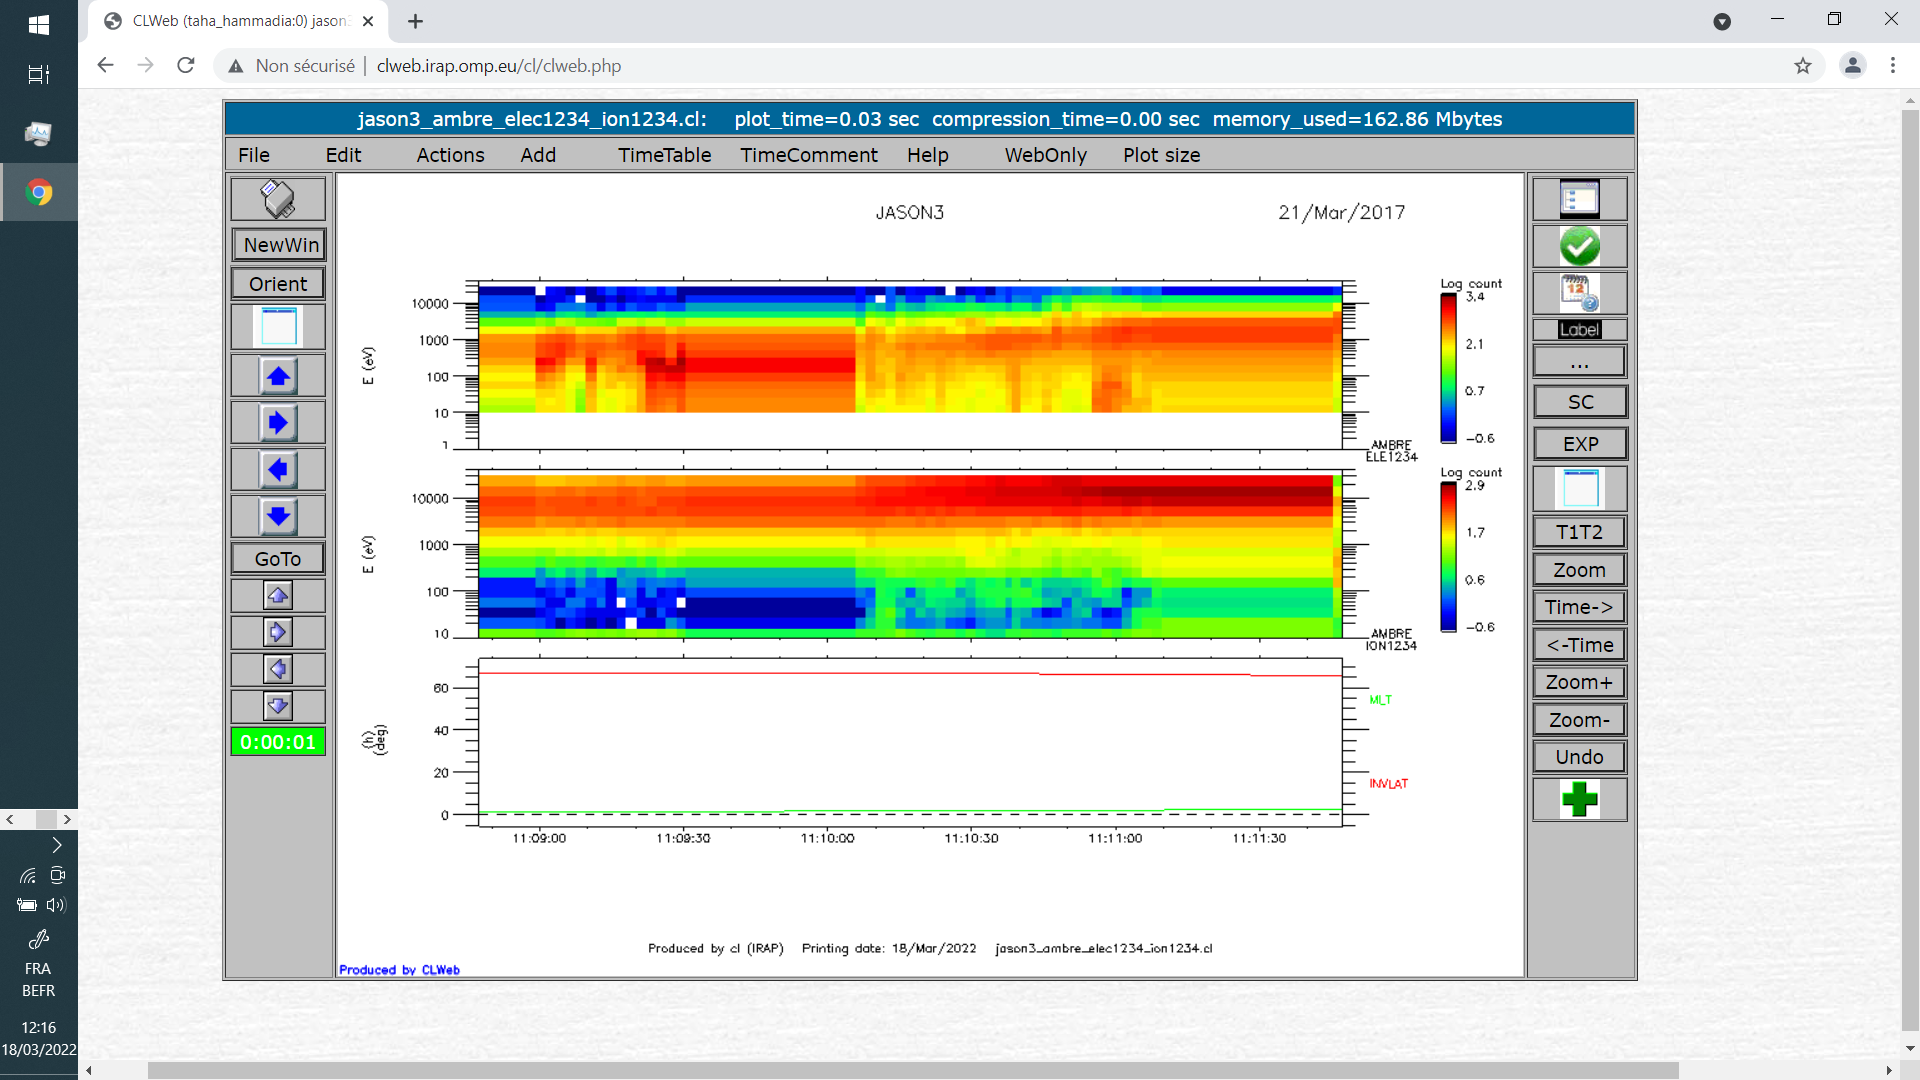 CLWeb (taha_hammadia:0) jason3
Non sécurisé | clweb.irap.omp.eu/cl/clweb.php
jason3_ambre_elec1234_ion1234.cl: plot_time=0.03 sec compression_time=0.00 sec memory_used=162.86 Mbytes
File Edit Actions Add TimeTable TimeComment Help WebOnly Plot size
NewWin
Orient
GoTo
0:00:01
JASON3 21/Mar/2017
Log count
3.4
2.1
0.7
-0.6
10000
1000
100
10
1
E (eV)
AMBRE
ELE1234
Log count
2.9
1.7
0.6
-0.6
10000
1000
100
10
E (eV)
AMBRE
ION1234
60
40
20
0
(h)
(deg)
MLT
INVLAT
11:09:00 11:09:30 11:10:00 11:10:30 11:11:00 11:11:30
Produced by cl (IRAP) Printing date: 18/Mar/2022 jason3_ambre_elec1234_ion1234.cl
Produced by CLWeb
12
Label
...
SC
EXP
T1T2
Zoom
Time->
<-Time
Zoom+
Zoom-
Undo
FRA
BEFR
12:16
18/03/2022